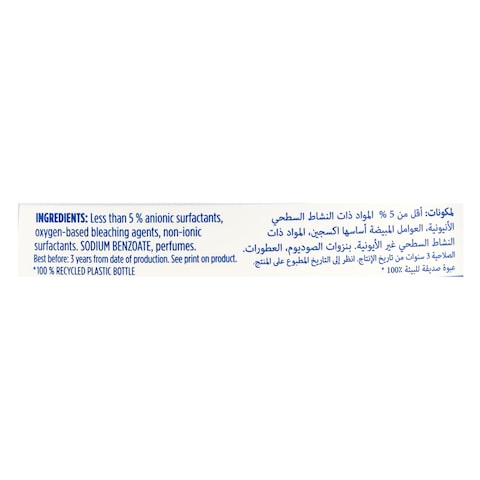 INGREDIENTS: Less than 5 % anionic surfactants,
oxygen-based bleaching agents, non-ionic
surfactants. SODIUM BENZOATE, perfumes.
Best before: 3 years from date of production. See print on product.
*100 % RECYCLED PLASTIC BOTTLE
لمكونات: أقل من 5 % المواد ذات النشاط السطحي
الأنيونية، العوامل المبيضة أساسها اكسجين، المواد ذات
النشاط السطحي غير الأيونية. بنزوات الصوديوم، العطورات.
الصلاحية 3 سنوات من تاريخ الإنتاج. انظر إلى التاريخ المطبوع على المنتج.
عبوة صديقة للبيئة 100٪ *